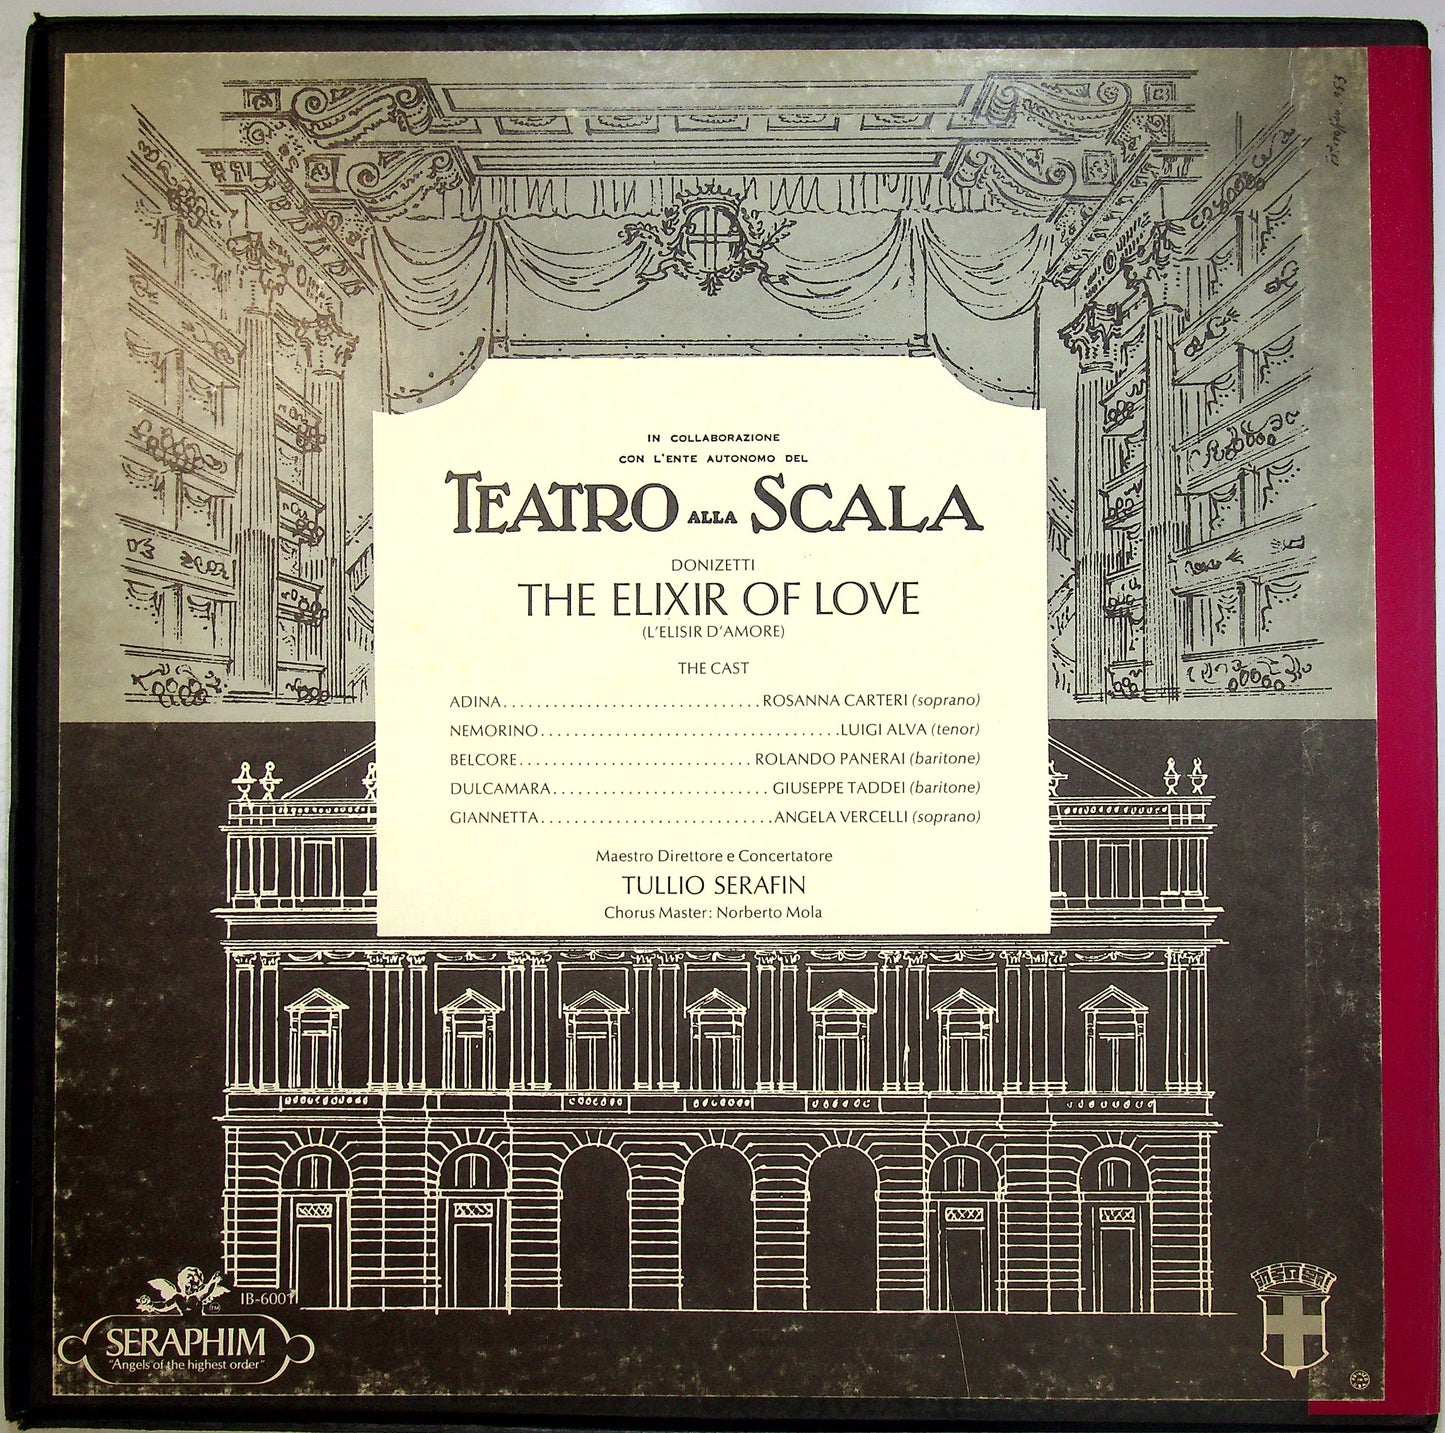 IN COLLABORAZIONE
CON L'ENTE AUTONOMO DEL
TEATRO ALLA SCALA
DONIZETTI
THE ELIXIR OF LOVE
(L'ELISIR D'AMORE)
THE CAST
ADINA..............................ROSANNA CARTERI (soprano)
NEMORINO....................................LUIGI ALVA (tenor)
BELCORE............................ROLANDO PANERAI (baritone)
DULCAMARA..........................GIUSEPPE TADDEI (baritone)
GIANNETTA............................ANGELA VERCELLI (soprano)
Maestro Direttore e Concertatore
TULLIO SERAFIN
Chorus Master: Norberto Mola
IB-6001
SERAPHIM
"Angels of the highest order"